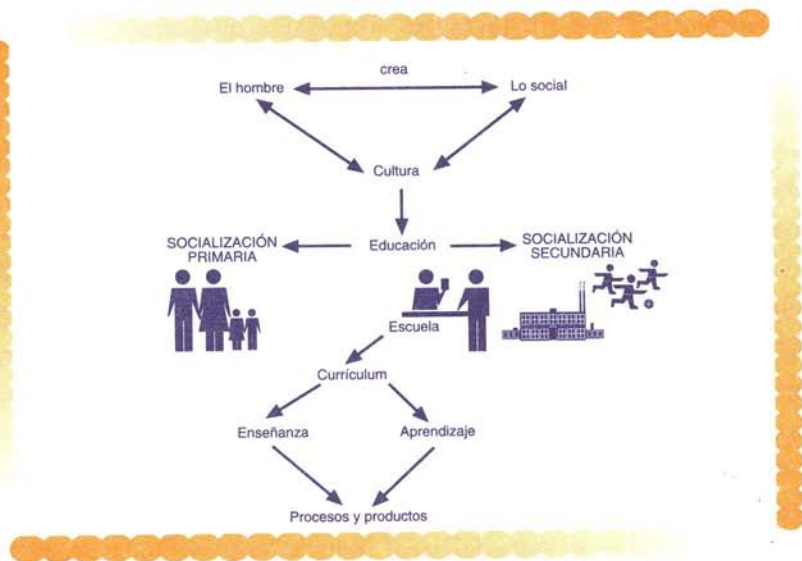 crea
El hombre
Lo social
Cultura
SOCIALIZACIÓN
PRIMARIA
Educación
SOCIALIZACIÓN
SECUNDARIA
Escuela
Currículum
Enseñanza
Aprendizaje
Procesos y productos